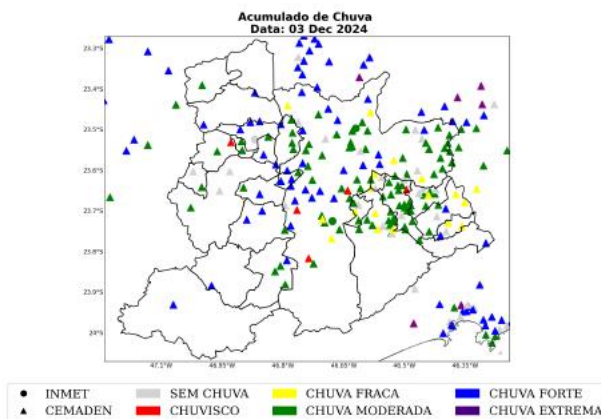 Acumulado de Chuva
Data: 03 Dec 2024
23.3°S
23.4°S
23.5°S
23.6°S
23.7°S
23.8°S
23.9°S
24°S
47.1°W
46.95°W
46.8°W
46.65°W
46.5°W
46.35°W
INMET SEM CHUVA CHUVA FRACA CHUVA FORTE
CEMADEN CHUVISCO CHUVA MODERADA CHUVA EXTREMA